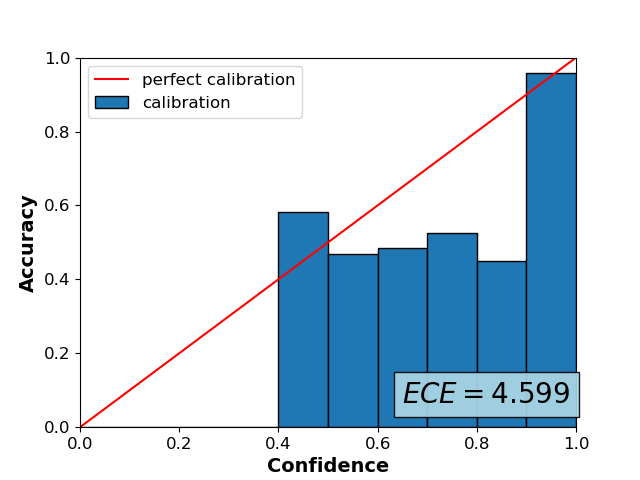 perfect calibration
calibration
Accuracy
1.0
0.8
0.6
0.4
0.2
0.0
ECE = 4.599
0.0 0.2 0.4 0.6 0.8 1.0
Confidence